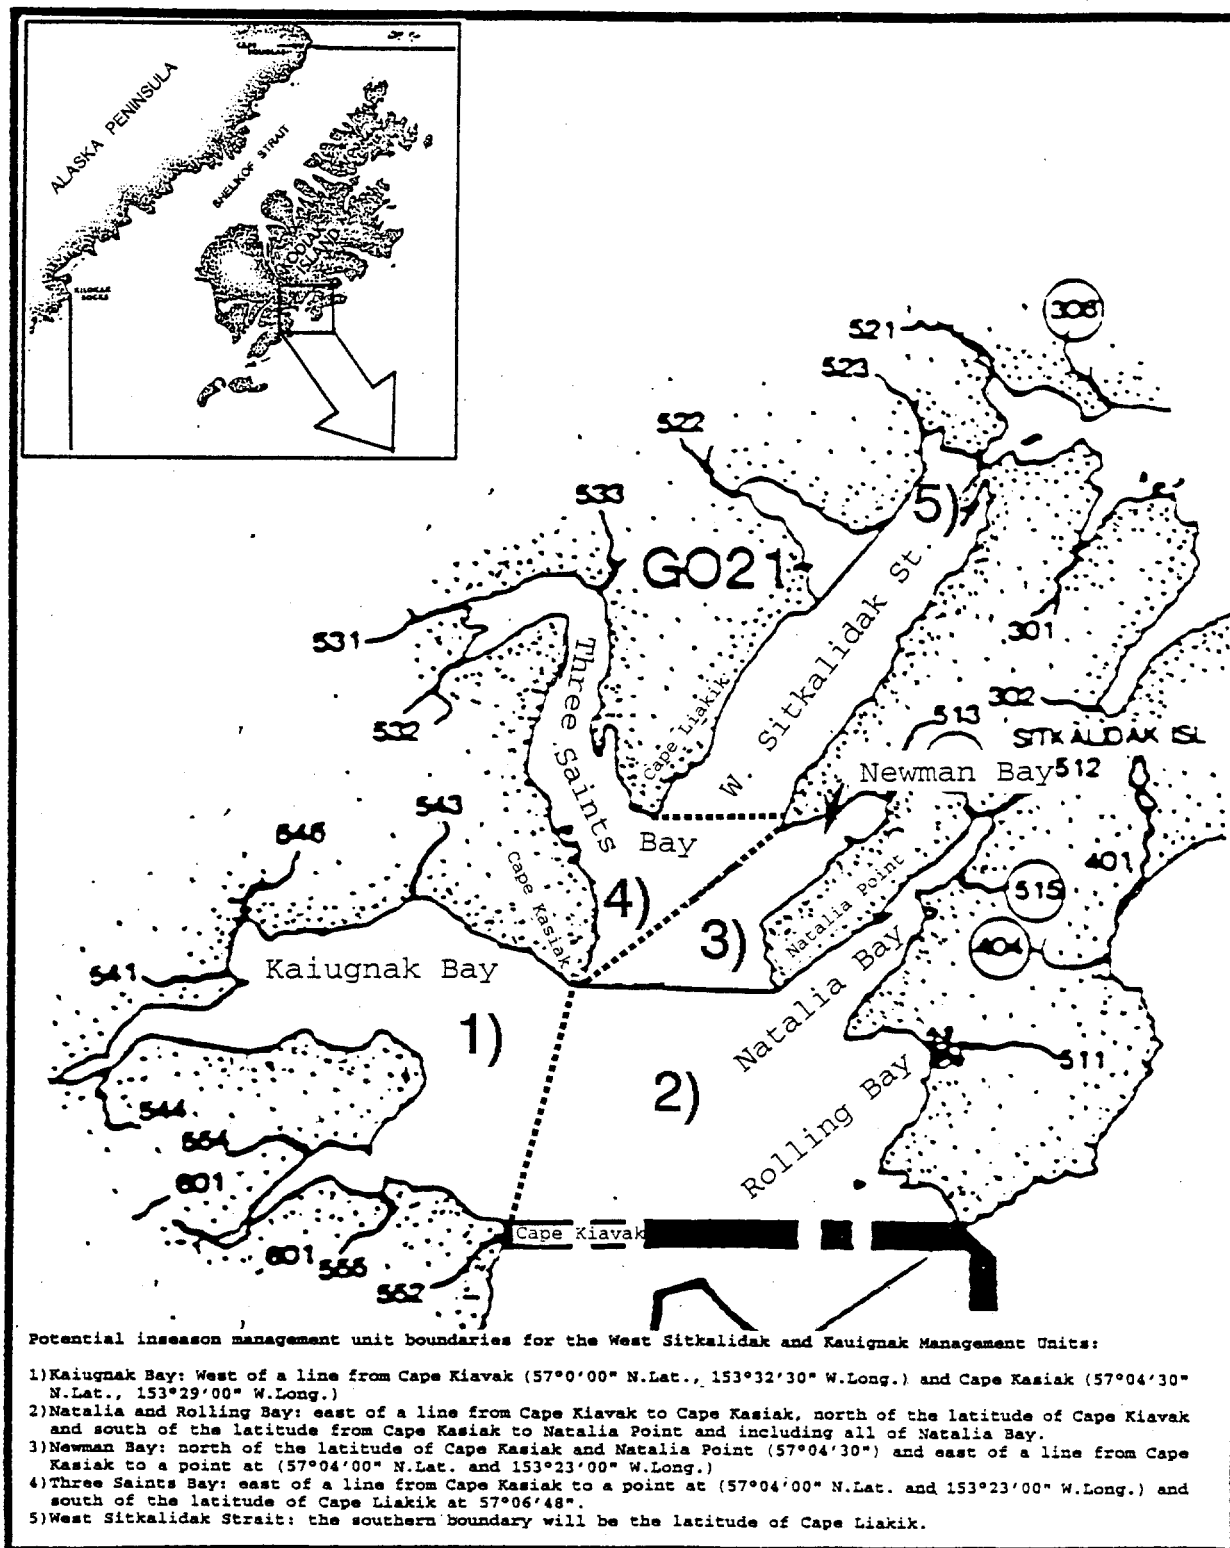 CAPE
DOUGLAS
ALASKA PENINSULA
SHELIKOF STRAIT
KODIAK
ISLAND
KILOKAK
ROCKS
308
521
523
522
5)
533
GO21
W. Sitkalidak St
301
531
Three Saints
Bay
Cape Liakik
302
532
513
SITKALIDAK ISL
Newman Bay
512
543
545
Cape Kasiak
4)
Natalia Point
401
515
3)
404
541
Kaiugnak Bay
Natalia Bay
1)
511
2)
Rolling Bay
544
554
601
Cape Kiavak
601
555
552
Potential inseason management unit boundaries for the West Sitkalidak and Kauignak Management Units:
1)Kaiugnak Bay: West of a line from Cape Kiavak (57°0'00" N.Lat., 153°32'30" W.Long.) and Cape Kasiak (57°04'30"
N.Lat., 153°29'00" W.Long.)
2)Natalia and Rolling Bay: east of a line from Cape Kiavak to Cape Kasiak, north of the latitude of Cape Kiavak
and south of the latitude from Cape Kasiak to Natalia Point and including all of Natalia Bay.
3)Newman Bay: north of the latitude of Cape Kasiak and Natalia Point (57°04'30") and east of a line from Cape
Kasiak to a point at (57°04'00" N.Lat. and 153°23'00" W.Long.)
4)Three Saints Bay: east of a line from Cape Kasiak to a point at (57°04'00" N.Lat. and 153°23'00" W.Long.) and
south of the latitude of Cape Liakik at 57°06'48".
5)West Sitkalidak Strait: the southern boundary will be the latitude of Cape Liakik.